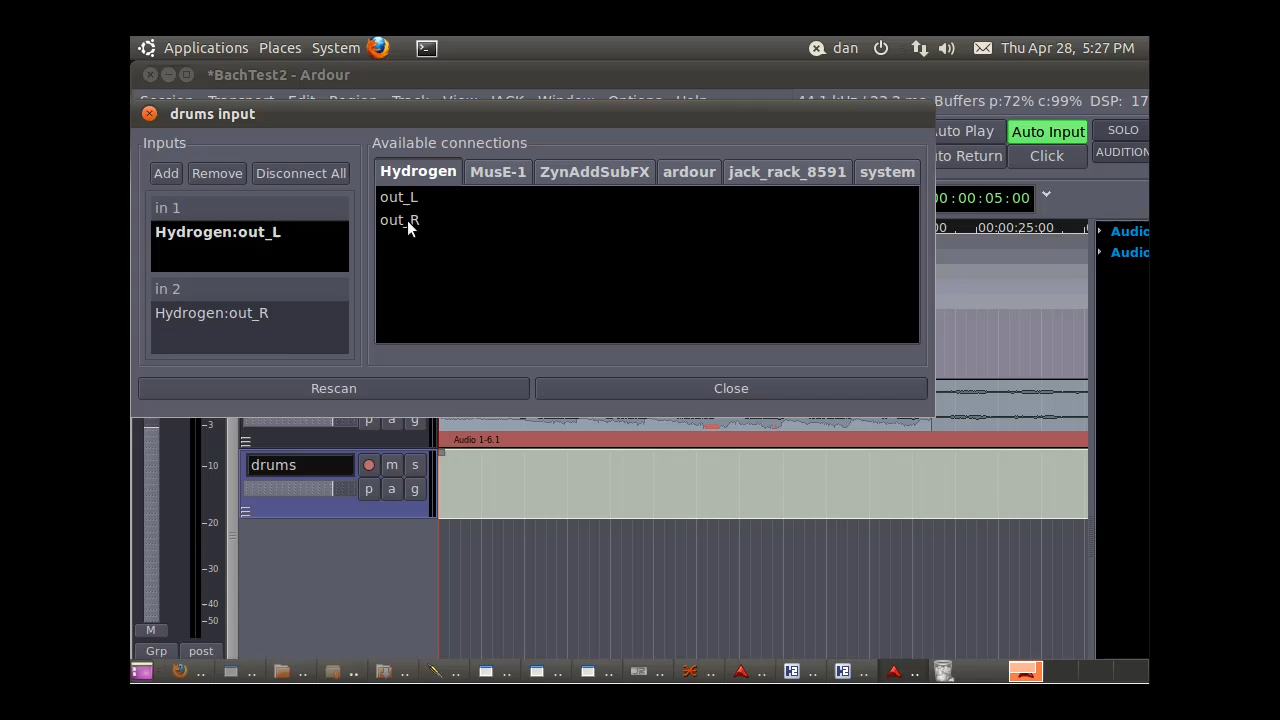 Applications Places System dan Thu Apr 28, 5:27 PM
*BachTest2 - Ardour
Buffers p:72% c:99% DSP: 17
drums input
Inputs
Available connections
Auto Play Auto Input SOLO
Add Remove Disconnect All
Hydrogen MusE-1 ZynAddSubFX ardour jack_rack_8591 system
Auto Return Click AUDITION
in 1
Hydrogen:out_L
out_L
out_R
in 2
Hydrogen:out_R
00:00:05:00
00:00:25:00
Audio
Audio
Rescan Close
p a g
-3
Audio 1-6.1
drums m s
p a g
-10
-20
-30
-40
-50
M
Grp post